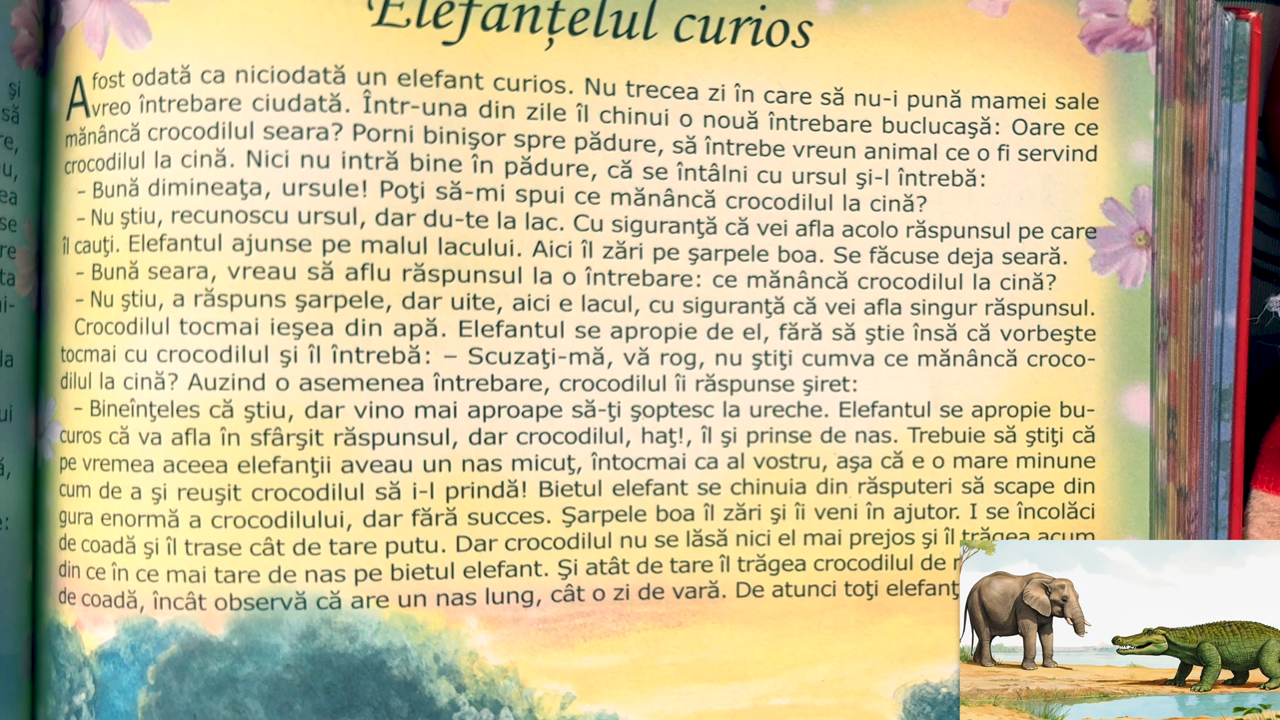 Elefanțelul curios
A fost odată ca niciodată un elefant curios. Nu trecea zi în care să nu-i pună mamei sale
vreo întrebare ciudată. Într-una din zile îl chinui o nouă întrebare buclucaşă: Oare ce
mănâncă crocodilul seara? Porni binişor spre pădure, să întrebe vreun animal ce o fi servind
crocodilul la cină. Nici nu intră bine în pădure, că se întâlni cu ursul şi-l întrebă:
– Bună dimineaţa, ursule! Poţi să-mi spui ce mănâncă crocodilul la cină?
– Nu ştiu, recunoscu ursul, dar du-te la lac. Cu siguranţă că vei afla acolo răspunsul pe care
îl cauţi. Elefantul ajunse pe malul lacului. Aici îl zări pe şarpele boa. Se făcuse deja seară.
– Bună seara, vreau să aflu răspunsul la o întrebare: ce mănâncă crocodilul la cină?
– Nu ştiu, a răspuns şarpele, dar uite, aici e lacul, cu siguranţă că vei afla singur răspunsul.
Crocodilul tocmai ieşea din apă. Elefantul se apropie de el, fără să ştie însă că vorbeşte
tocmai cu crocodilul şi îl întrebă: – Scuzaţi-mă, vă rog, nu ştiţi cumva ce mănâncă croco-
dilul la cină? Auzind o asemenea întrebare, crocodilul îi răspunse şiret:
– Bineînţeles că ştiu, dar vino mai aproape să-ţi şoptesc la ureche. Elefantul se apropie bu-
curos că va afla în sfârşit răspunsul, dar crocodilul, haţ!, îl şi prinse de nas. Trebuie să ştiţi că
pe vremea aceea elefanţii aveau un nas micuţ, întocmai ca al vostru, aşa că e o mare minune
cum de a şi reuşit crocodilul să i-l prindă! Bietul elefant se chinuia din răsputeri să scape din
gura enormă a crocodilului, dar fără succes. Şarpele boa îl zări şi îi veni în ajutor. I se încolăci
de coadă şi îl trase cât de tare putu. Dar crocodilul nu se lăsă nici el mai prejos şi îl trăgea acum
din ce în ce mai tare de nas pe bietul elefant. Şi atât de tare îl trăgea crocodilul de
de coadă, încât observă că are un nas lung, cât o zi de vară. De atunci toţi